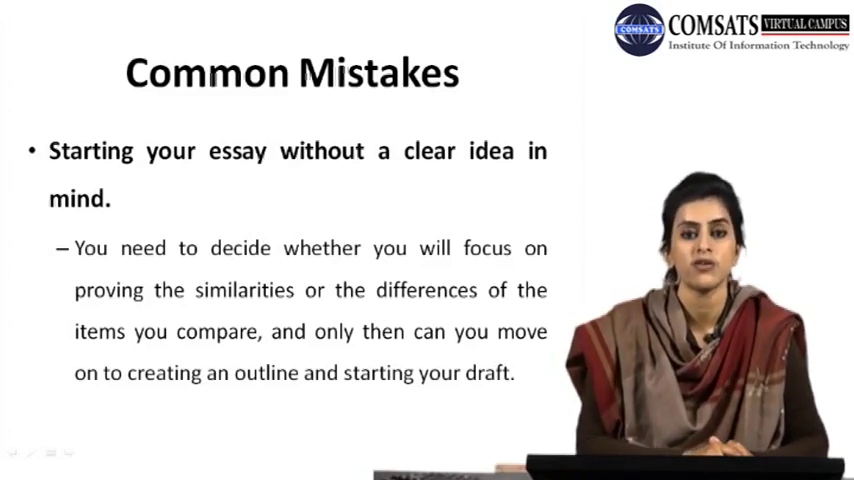 COMSATS
COMSATS VIRTUAL CAMPUS
Institute Of Information Technology
Common Mistakes
• Starting your essay without a clear idea in
mind.
– You need to decide whether you will focus on
proving the similarities or the differences of the
items you compare, and only then can you move
on to creating an outline and starting your draft.